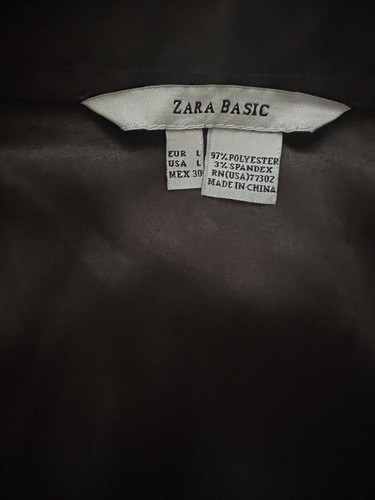 ZARA BASIC
EUR L
USA L
MEX 30
97% POLYESTER
3% SPANDEX
RN(USA)77302
MADE IN CHINA